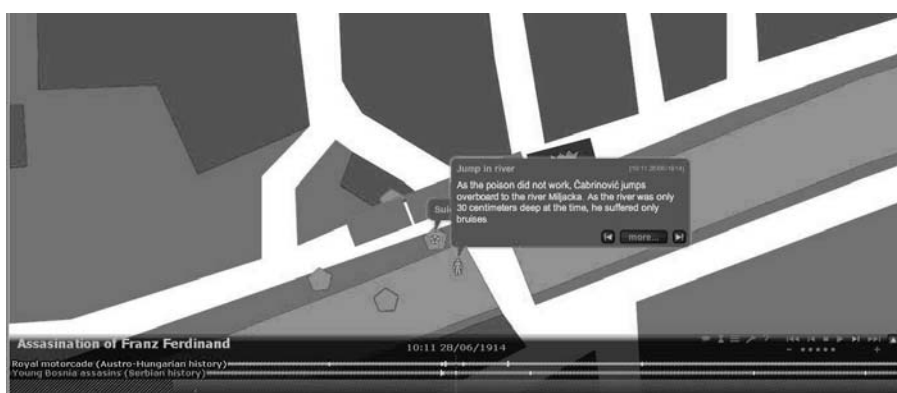 Jump in river
[10:11 28/06/1914]
As the poison did not work, Čabrinović jumps
overboard to the river Miljacka. As the river was only
30 centimeters deep at the time, he suffered only
bruises
more...
Assasination of Franz Ferdinand
10:11 28/06/1914
Royal motorcade (Austro-Hungarian history)
Young Bosnia assasins (Serbian history)